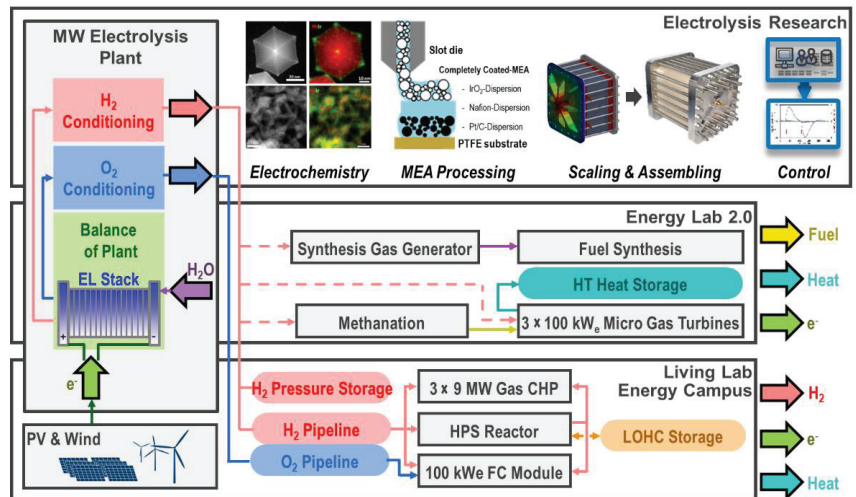 MW Electrolysis
Plant
H₂
Conditioning
O₂
Conditioning
Balance
of Plant
EL Stack
H₂O
+
-
e⁻
PV & Wind
Electrolysis Research
Slot die
Completely Coated-MEA
- IrO₂-Dispersion
- Nafion-Dispersion
- Pt/C-Dispersion
PTFE substrate
Electrochemistry
MEA Processing
Scaling & Assembling
Control
Energy Lab 2.0
Synthesis Gas Generator
Fuel Synthesis
HT Heat Storage
Methanation
3 x 100 kWₑ Micro Gas Turbines
Fuel
Heat
e⁻
Living Lab
Energy Campus
H₂ Pressure Storage
3 x 9 MW Gas CHP
H₂ Pipeline
HPS Reactor
LOHC Storage
O₂ Pipeline
100 kWe FC Module
H₂
e⁻
Heat